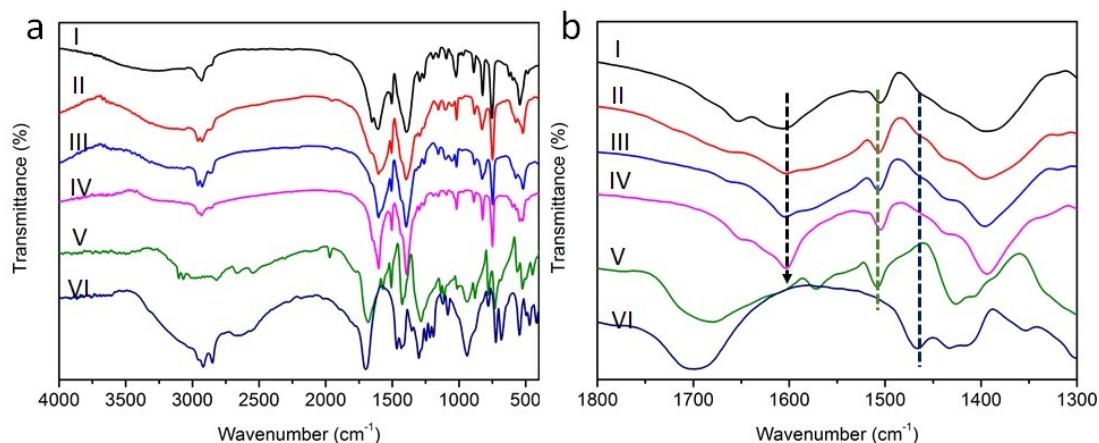 a
I
II
III
IV
V
VI
Transmittance (%)
4000 3500 3000 2500 2000 1500 1000 500
Wavenumber (cm⁻¹)
b
I
II
III
IV
V
VI
Transmittance (%)
1800 1700 1600 1500 1400 1300
Wavenumber (cm⁻¹)